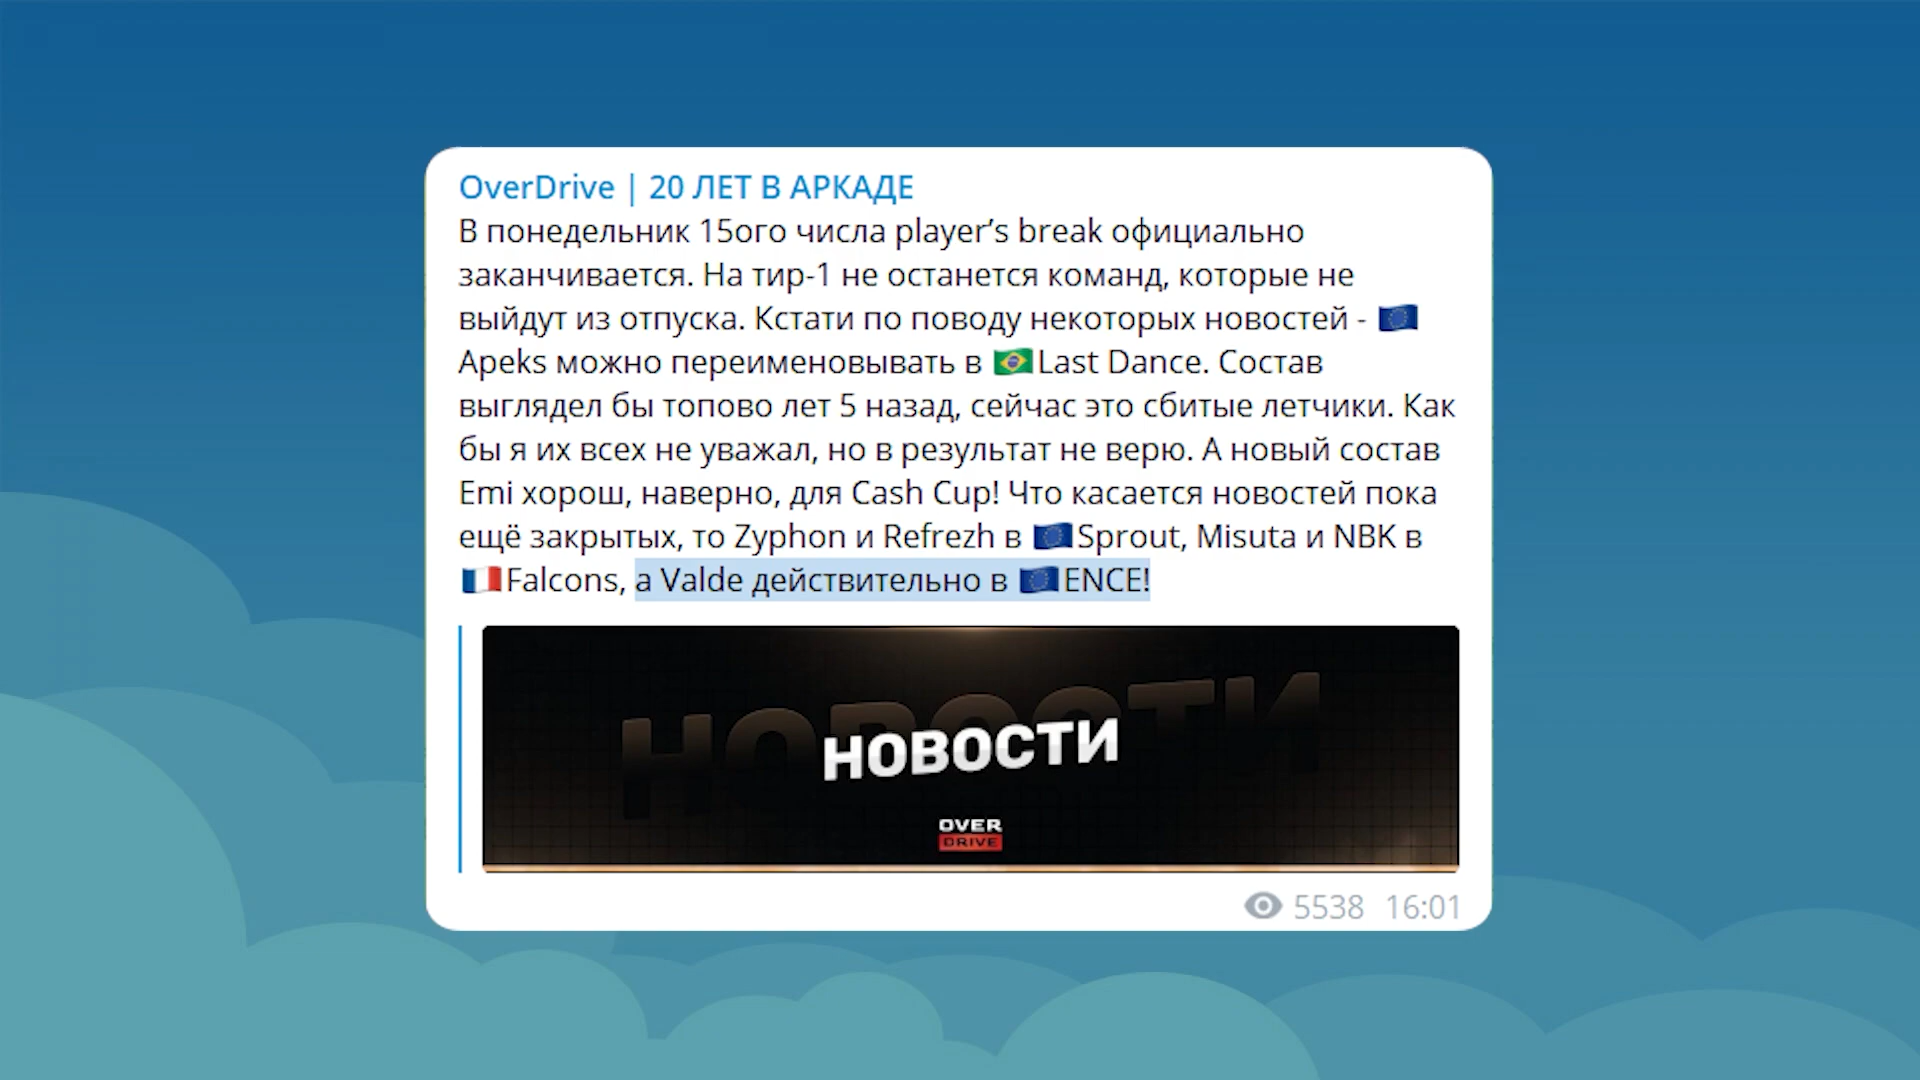 OverDrive | 20 ЛЕТ В АРКАДЕ
В понедельник 15ого числа player’s break официально
заканчивается. На тир-1 не останется команд, которые не
выйдут из отпуска. Кстати по поводу некоторых новостей - 🇪🇺
Apeks можно переименовывать в 🇧🇷Last Dance. Состав
выглядел бы топово лет 5 назад, сейчас это сбитые летчики. Как
бы я их всех не уважал, но в результат не верю. А новый состав
Emi хорош, наверно, для Cash Cup! Что касается новостей пока
ещё закрытых, то Zyphon и Refrezh в 🇪🇺Sprout, Misuta и NBK в
🇫🇷Falcons, а Valde действительно в 🇪🇺ENCE!
НОВОСТИ
НОВОСТИ
OVER
DRIVE
5538 16:01